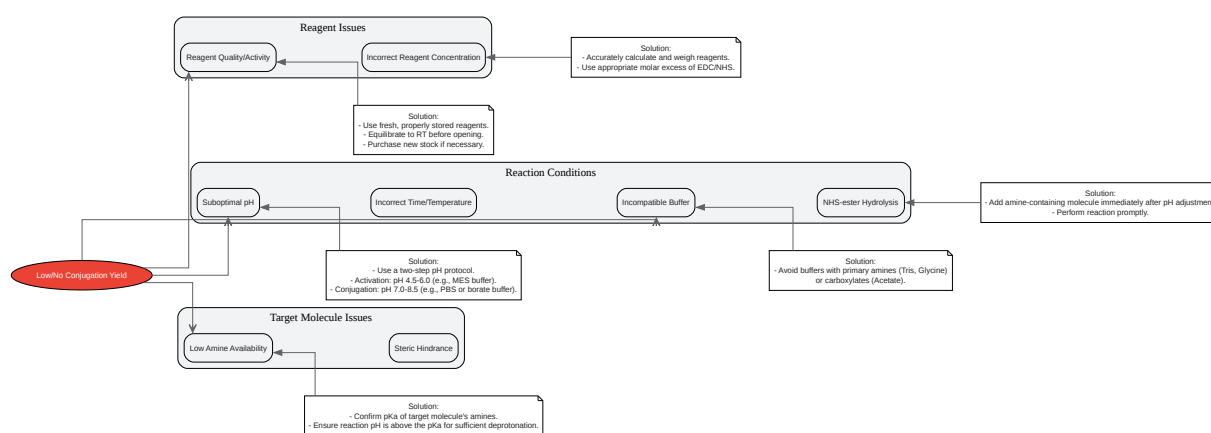 Reagent Issues
Reagent Quality/Activity
Incorrect Reagent Concentration
Solution:
- Accurately calculate and weigh reagents.
- Use appropriate molar excess of EDC/NHS.
Solution:
- Use fresh, properly stored reagents.
- Equilibrate to RT before opening.
- Purchase new stock if necessary.
Reaction Conditions
Suboptimal pH
Incorrect Time/Temperature
Incompatible Buffer
NHS-ester Hydrolysis
Solution:
- Add amine-containing molecule immediately after pH adjustment
- Perform reaction promptly.
Low/No Conjugation Yield
Solution:
- Use a two-step pH protocol.
- Activation: pH 4.5-6.0 (e.g., MES buffer).
- Conjugation: pH 7.0-8.5 (e.g., PBS or borate buffer).
Solution:
- Avoid buffers with primary amines (Tris, Glycine)
or carboxylates (Acetate).
Target Molecule Issues
Low Amine Availability
Steric Hindrance
Solution:
- Confirm pKa of target molecule's amines.
- Ensure reaction pH is above the pKa for sufficient deprotonation.